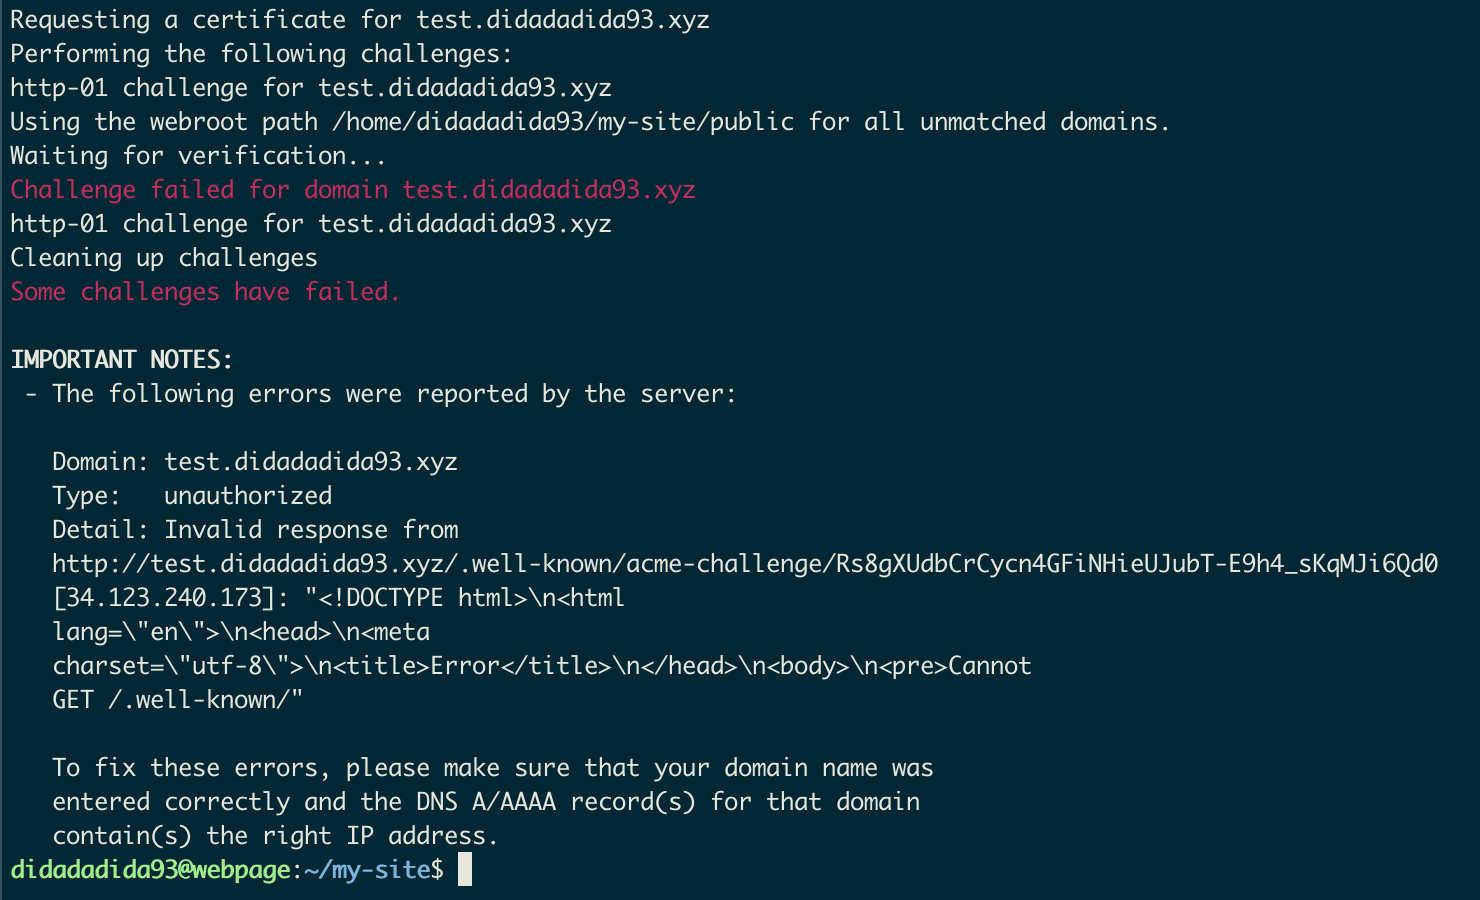 Requesting a certificate for test.didadadida93.xyz
Performing the following challenges:
http-01 challenge for test.didadadida93.xyz
Using the webroot path /home/didadadida93/my-site/public for all unmatched domains.
Waiting for verification...
Challenge failed for domain test.didadadida93.xyz
http-01 challenge for test.didadadida93.xyz
Cleaning up challenges
Some challenges have failed.
IMPORTANT NOTES:
- The following errors were reported by the server:
Domain: test.didadadida93.xyz
Type:   unauthorized
Detail: Invalid response from
http://test.didadadida93.xyz/.well-known/acme-challenge/Rs8gXUdbCrCycn4GFiNHieUJubT-E9h4_sKqMJi6Qd0
[34.123.240.173]: "<!DOCTYPE html>\n<html
lang=\"en\">\n<head>\n<meta
charset=\"utf-8\">\n<title>Error</title>\n</head>\n<body>\n<pre>Cannot
GET /.well-known/"
To fix these errors, please make sure that your domain name was
entered correctly and the DNS A/AAAA record(s) for that domain
contain(s) the right IP address.
didadadida93@webpage:~/my-site$